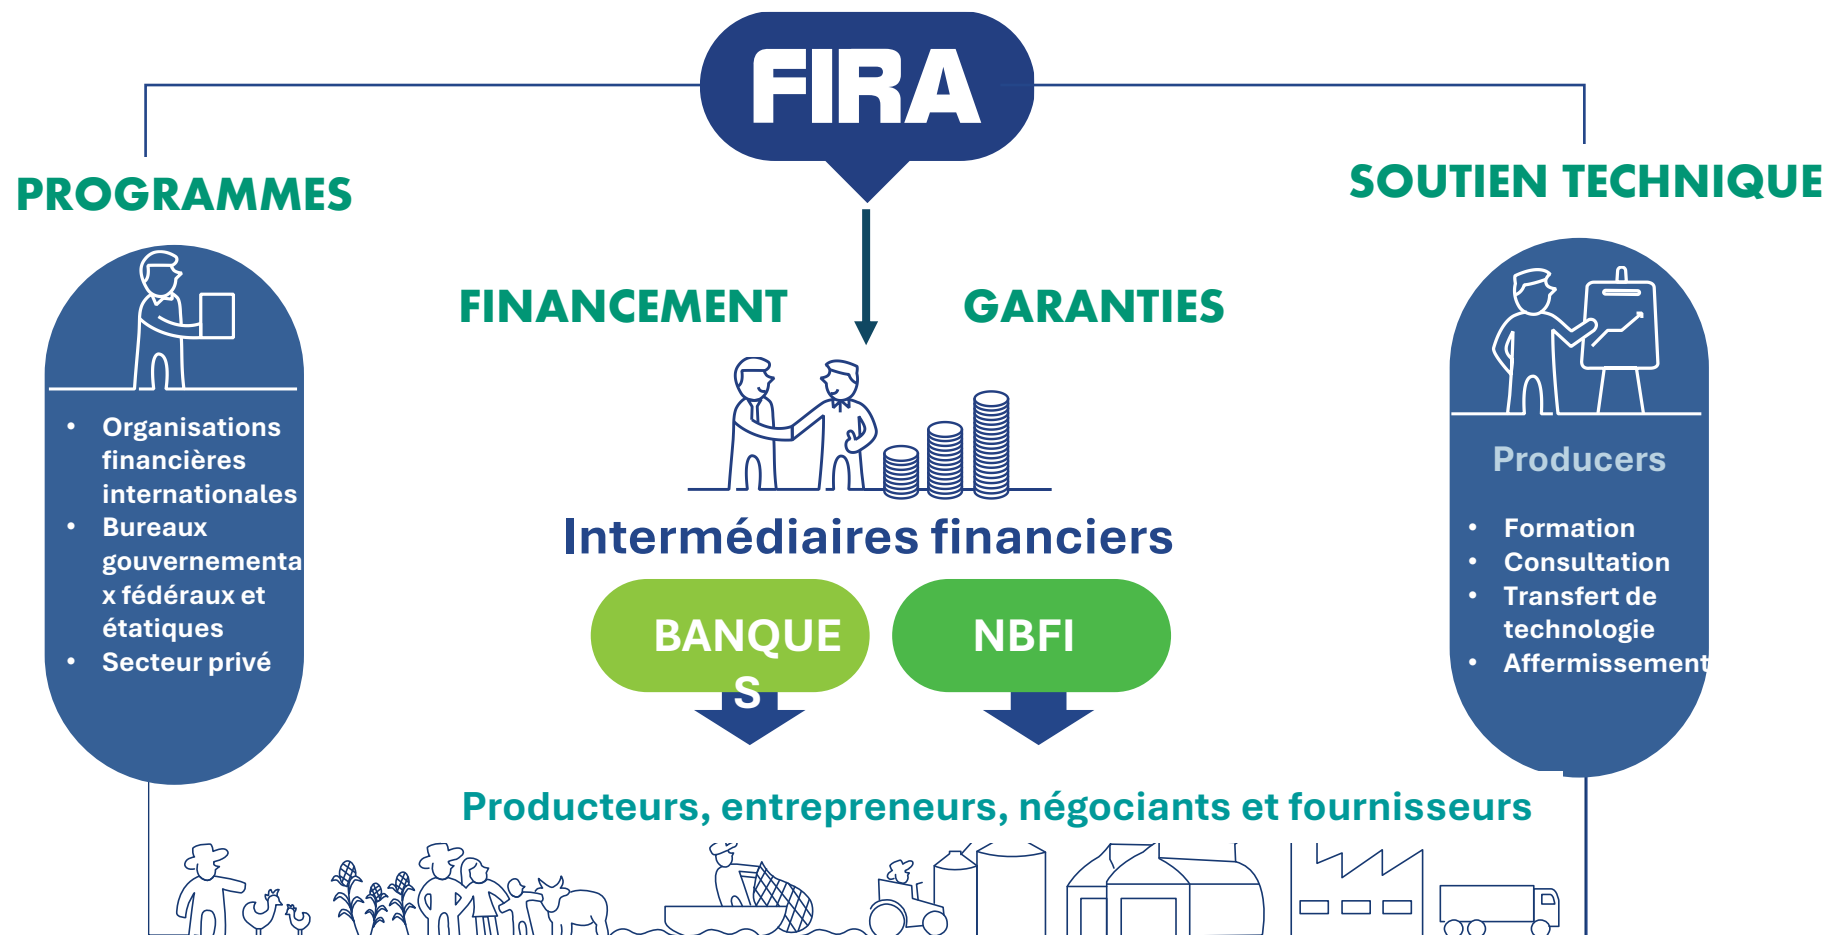 FIRA
PROGRAMMES
SOUTIEN TECHNIQUE
FINANCEMENT
GARANTIES
• Organisations
financières
internationales
• Bureaux
gouvernementa
x fédéraux et
étatiques
• Secteur privé
Intermédiaires financiers
BANQUE
S
NBFI
Producers
• Formation
• Consultation
• Transfert de
technologie
• Affermissement
Producteurs, entrepreneurs, négociants et fournisseurs